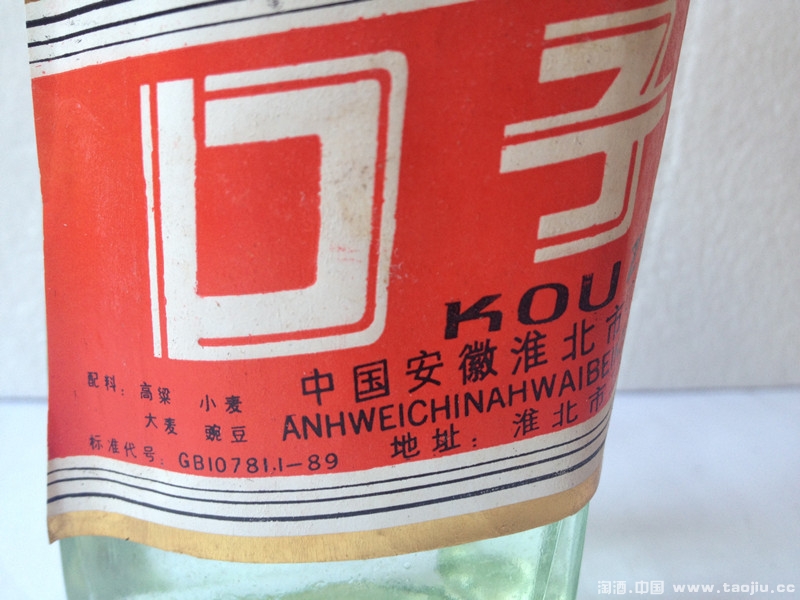 口子
KOU
中国安徽淮北市
ANHWEICHINAHWAIBEI
配料: 高粱 小麦
大麦 豌豆
地址: 淮北市
标准代号: GB10781.1-89
淘酒.中国 www.taojiu.cc